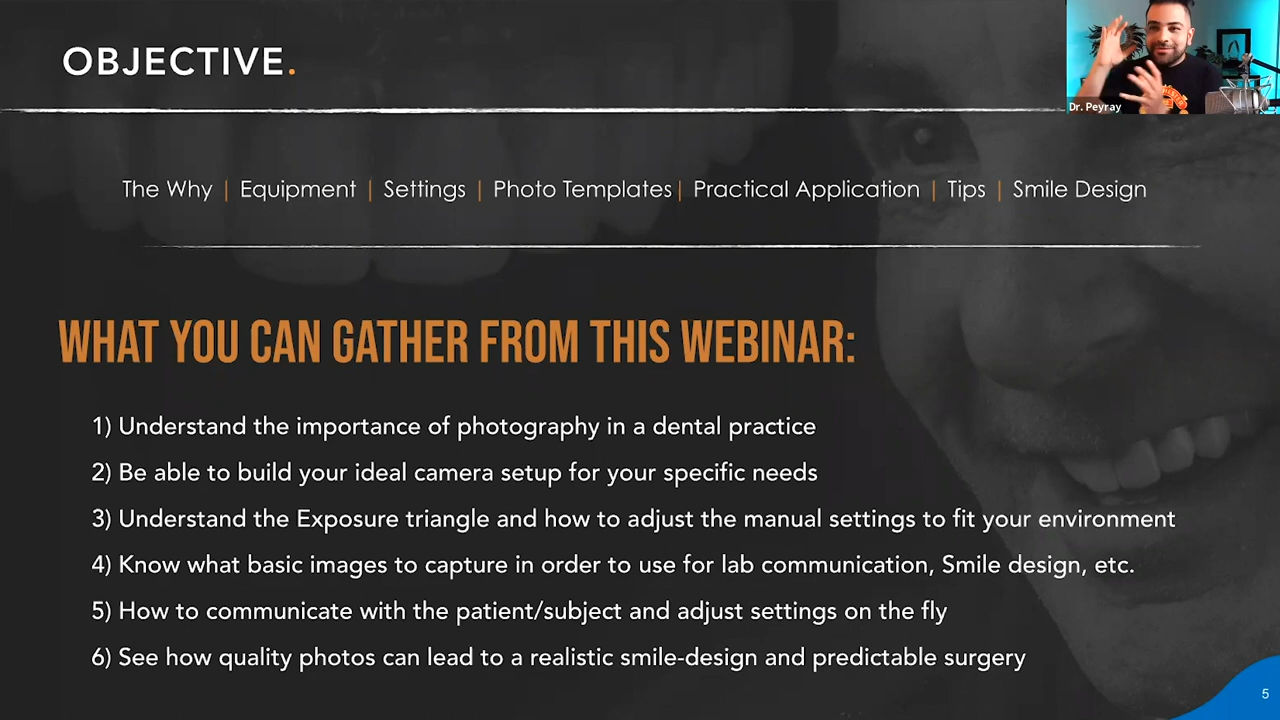 OBJECTIVE.
Dr. Peyray
The Why | Equipment | Settings | Photo Templates | Practical Application | Tips | Smile Design
WHAT YOU CAN GATHER FROM THIS WEBINAR:
1) Understand the importance of photography in a dental practice
2) Be able to build your ideal camera setup for your specific needs
3) Understand the Exposure triangle and how to adjust the manual settings to fit your environment
4) Know what basic images to capture in order to use for lab communication, Smile design, etc.
5) How to communicate with the patient/subject and adjust settings on the fly
6) See how quality photos can lead to a realistic smile-design and predictable surgery
5